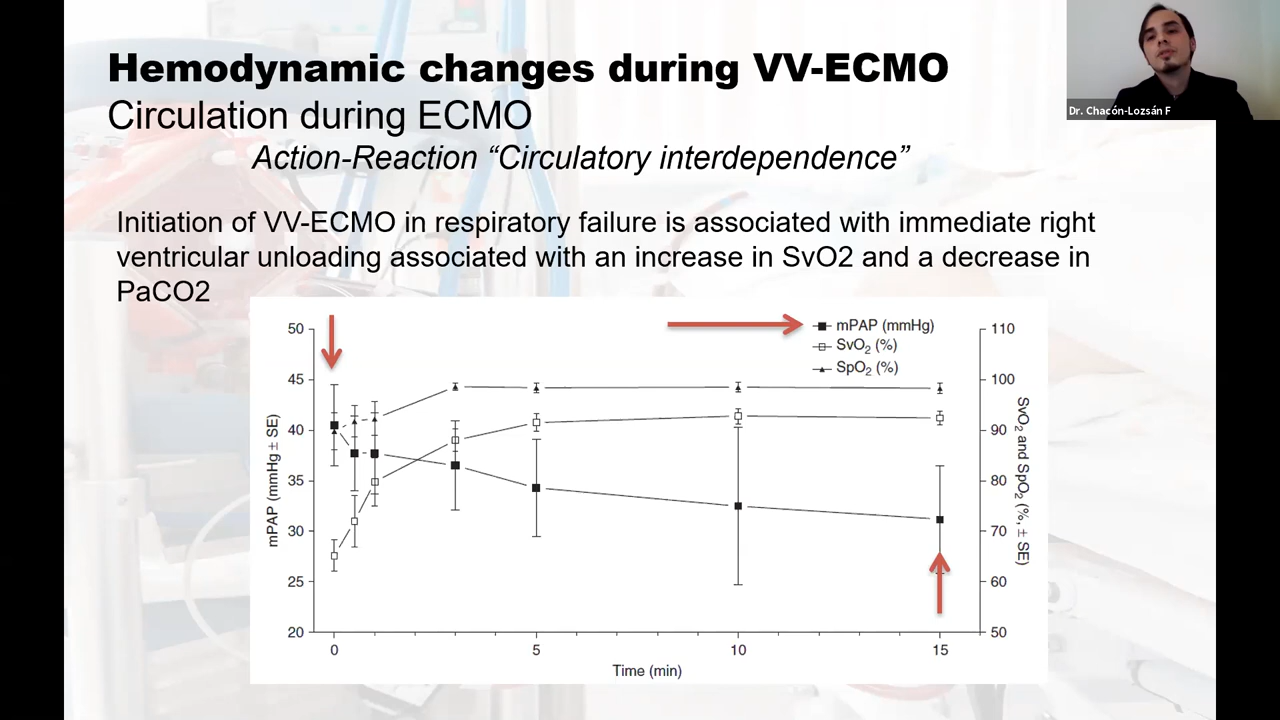 Hemodynamic changes during VV-ECMO
Circulation during ECMO
Action-Reaction “Circulatory interdependence”
Dr. Chacón-Lozsán F
Initiation of VV-ECMO in respiratory failure is associated with immediate right
ventricular unloading associated with an increase in SvO2 and a decrease in
PaCO2
mPAP (mmHg)
SvO₂ (%)
SpO₂ (%)
mPAP (mmHg ± SE)
50
45
40
35
30
25
20
SvO₂ and SpO₂ (%, ± SE)
110
100
90
80
70
60
50
0 5 10 15
Time (min)